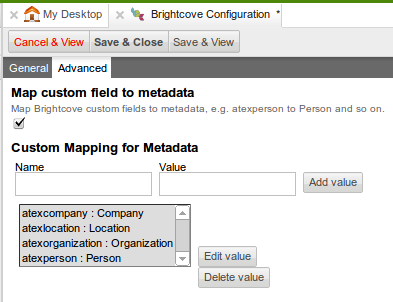 My Desktop
Brightcove Configuration *
Cancel & View
Save & Close
Save & View
General
Advanced
Map custom field to metadata
Map Brightcove custom fields to metadata, e.g. atexperson to Person and so on.
Custom Mapping for Metadata
Name
Value
Add value
atexcompany : Company
atexlocation : Location
atexorganization : Organization
atexperson : Person
Edit value
Delete value